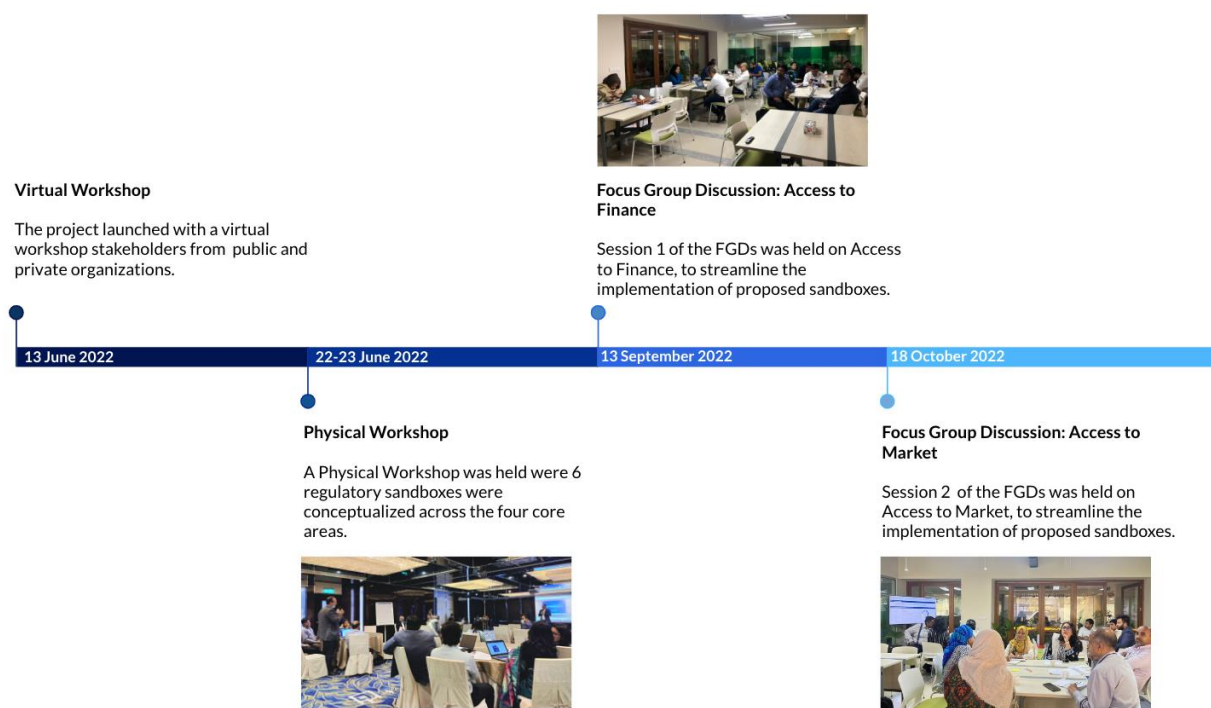 Virtual Workshop
The project launched with a virtual
workshop stakeholders from public and
private organizations.
Focus Group Discussion: Access to
Finance
Session 1 of the FGDs was held on Access
to Finance, to streamline the
implementation of proposed sandboxes.
13 June 2022
22-23 June 2022
13 September 2022
18 October 2022
Physical Workshop
A Physical Workshop was held were 6
regulatory sandboxes were
conceptualized across the four core
areas.
Focus Group Discussion: Access to
Market
Session 2 of the FGDs was held on
Access to Market, to streamline the
implementation of proposed sandboxes.